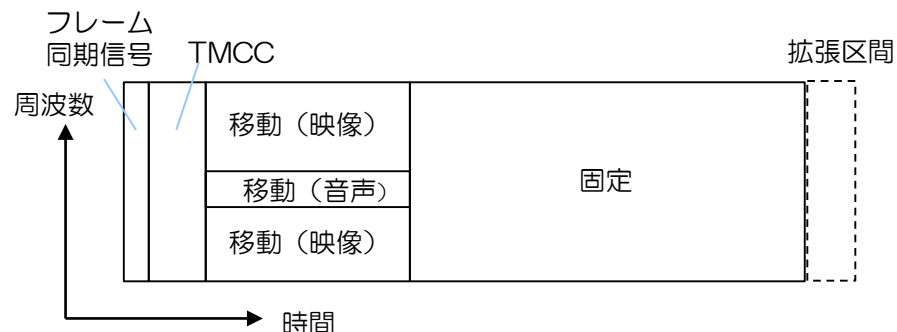 フレーム
同期信号
TMCC
拡張区間
周波数
移動（映像）
移動（音声）
固定
移動（映像）
時間